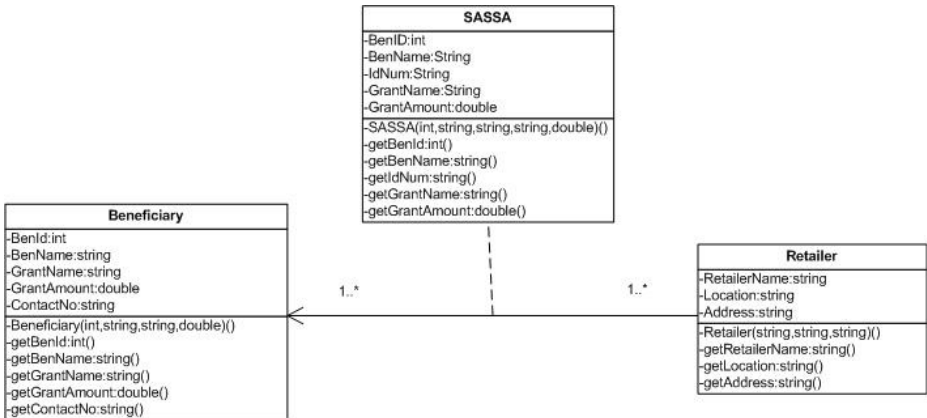 SASSA
-BenID:int
-BenName:String
-IdNum:String
-GrantName:String
-GrantAmount:double
-SASSA(int,string,string,string,double)()
-getBenId:int()
-getBenName:string()
-getIdNum:string()
-getGrantName:string()
-getGrantAmount:double()
Beneficiary
-BenId:int
-BenName:string
-GrantName:string
-GrantAmount:double
-ContactNo:string
-Beneficiary(int,string,string,double)()
-getBenId:int()
-getBenName:string()
-getGrantName:string()
-getGrantAmount:double()
-getContactNo:string()
1..*
1..*
Retailer
-RetailerName:string
-Location:string
-Address:string
-Retailer(string,string,string)()
-getRetailerName:string()
-getLocation:string()
-getAddress:string()